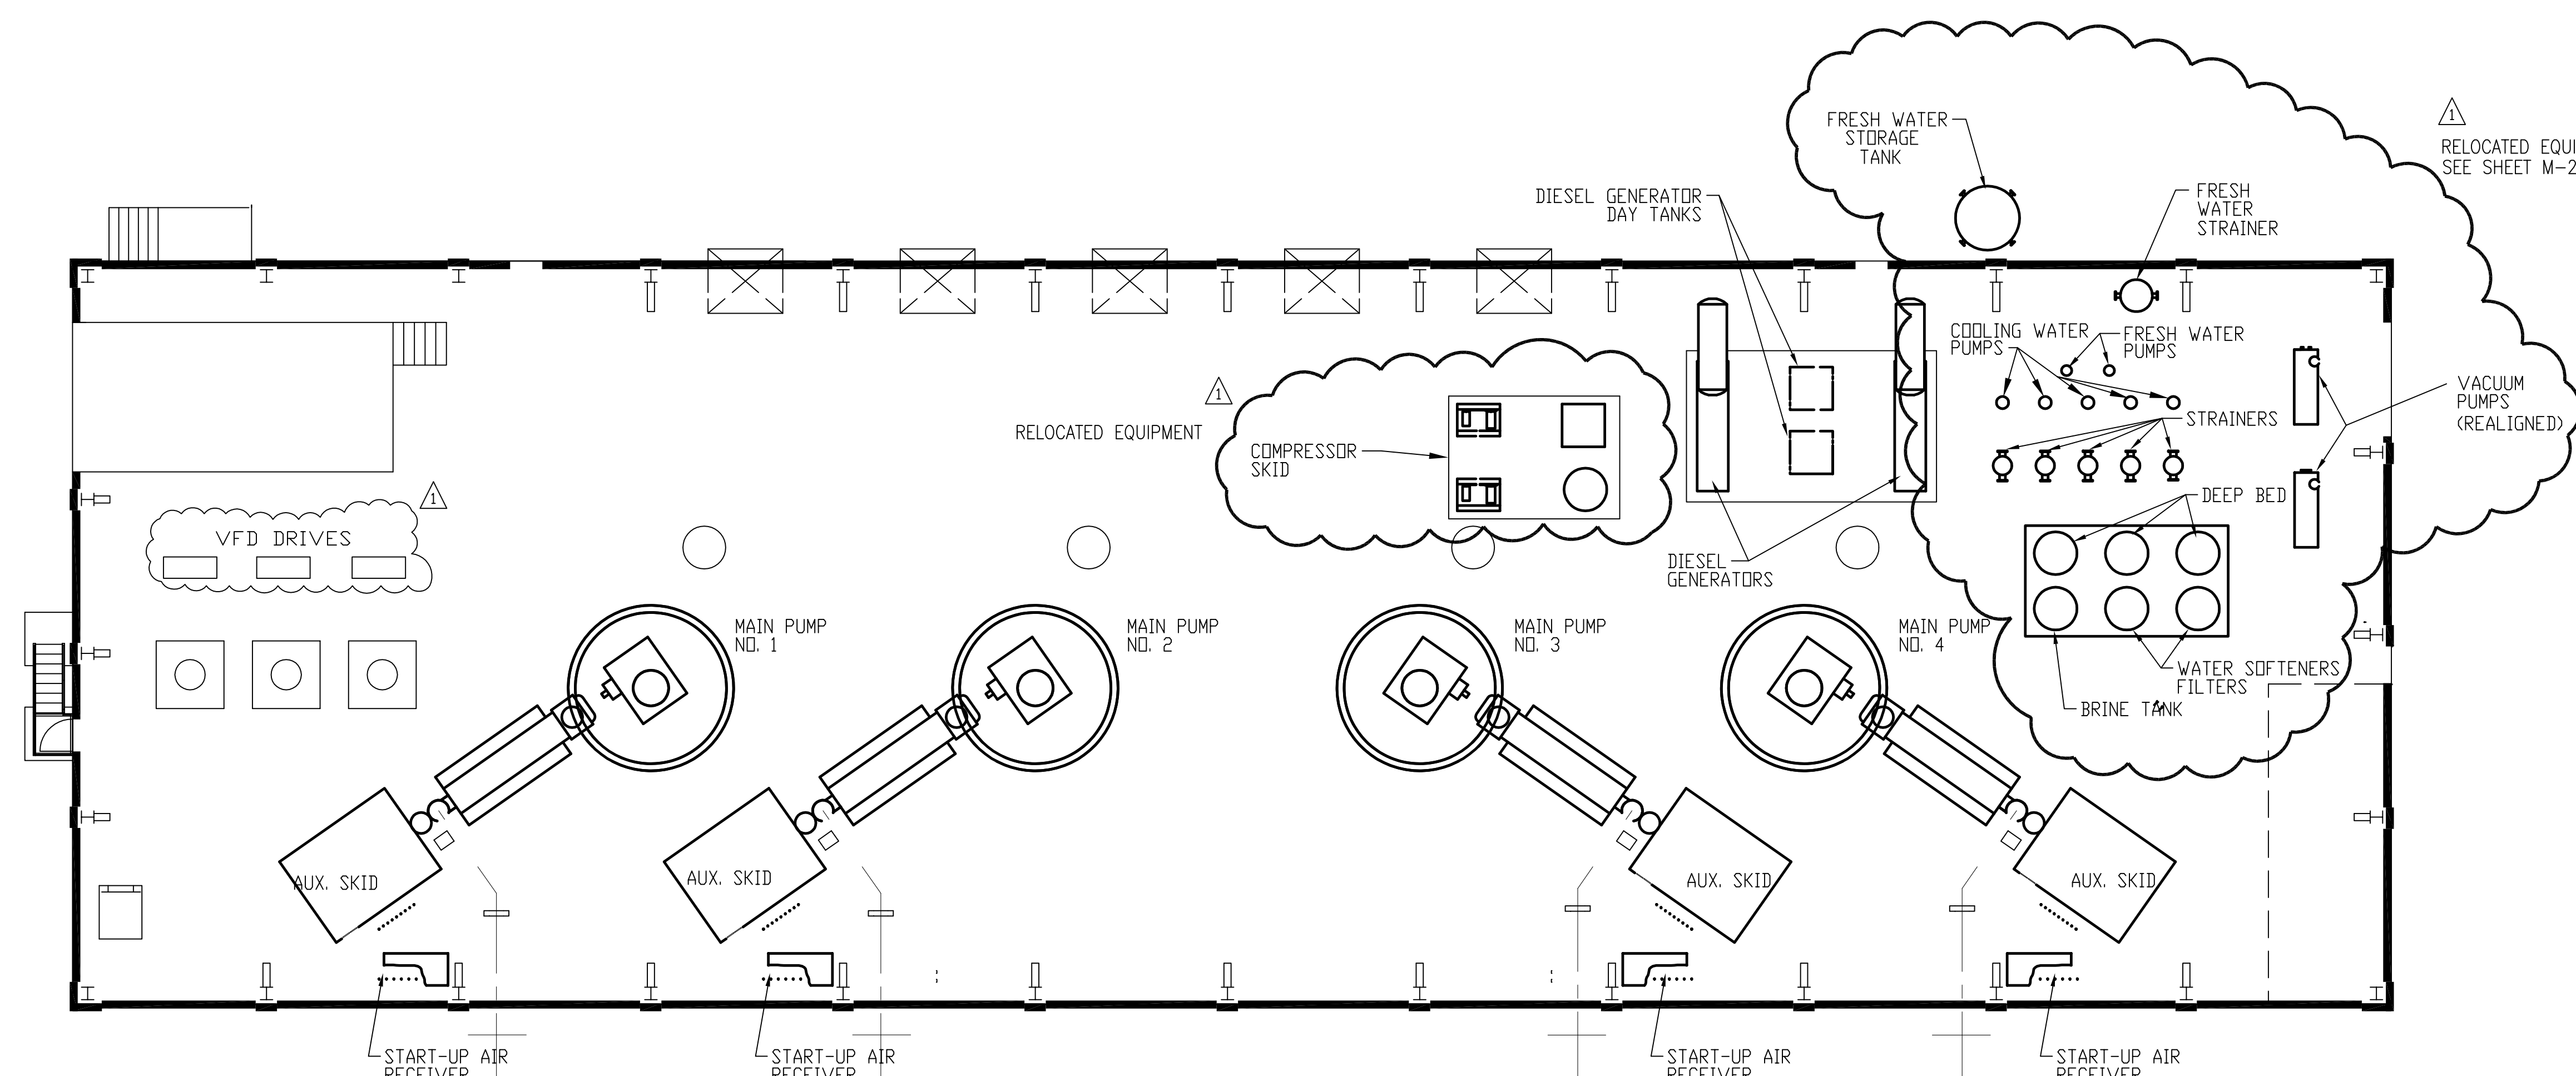 FRESH WATER
STORAGE
TANK
1
RELOCATED
SEE SHEET
DIESEL GENERATOR
DAY TANKS
FRESH
WATER
STRAINER
COOLING WATER
PUMPS
FRESH WATER
PUMPS
1
RELOCATED EQUIPMENT
COMPRESSOR
SKID
VACUUM
PUMPS
(REALIGNED)
STRAINERS
DEEP BED
1
VFD DRIVES
DIESEL
GENERATORS
MAIN PUMP
NO. 1
MAIN PUMP
NO. 2
MAIN PUMP
NO. 3
MAIN PUMP
NO. 4
WATER SOFTENERS
FILTERS
BRINE TANK
AUX. SKID
AUX. SKID
AUX. SKID
AUX. SKID
START-UP AIR
RECEIVER
START-UP AIR
RECEIVER
START-UP AIR
RECEIVER
START-UP AIR
RECEIVER